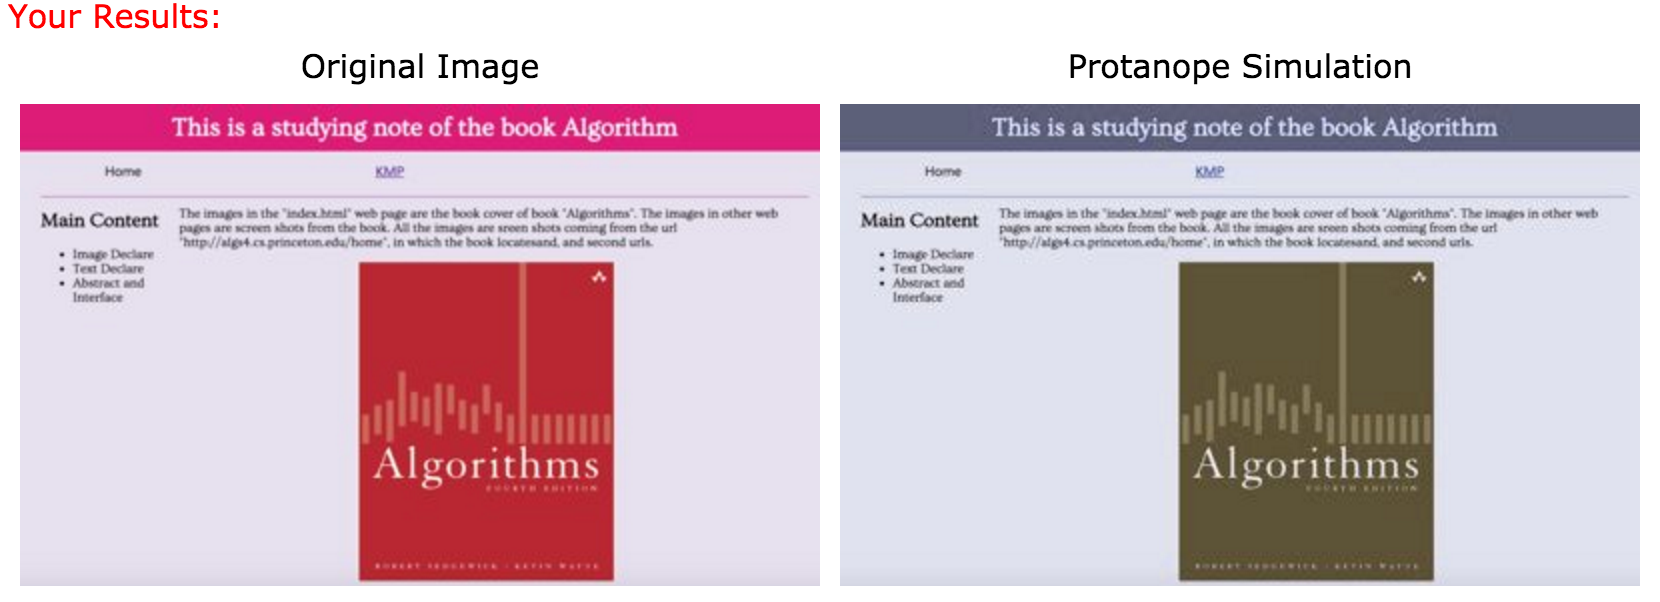 Your Results:
Original Image
Protanope Simulation
This is a studying note of the book Algorithm
Home
KMP
Main Content
Image Declare
Text Declare
Abstract and
Interface
The images in the "index.html" web page are the book cover of book "Algorithms". The images in other web
pages are screen shots from the book. All the images are sreen shots coming from the url
"http://algs4.cs.princeton.edu/home", in which the book locatesand, and second urls.
Algorithms
FOURTH EDITION
ROBERT SEDGEWICK · KEVIN WAYNE
This is a studying note of the book Algorithm
Home
KMP
Main Content
Image Declare
Text Declare
Abstract and
Interface
The images in the "index.html" web page are the book cover of book "Algorithms". The images in other web
pages are screen shots from the book. All the images are sreen shots coming from the url
"http://algs4.cs.princeton.edu/home", in which the book locatesand, and second urls.
Algorithms
FOURTH EDITION
ROBERT SEDGEWICK · KEVIN WAYNE